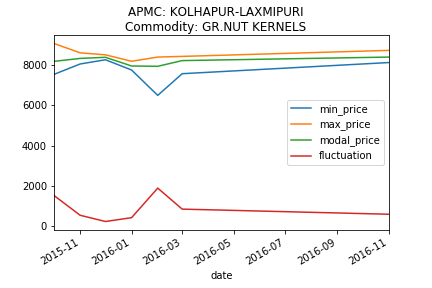 APMC: KOLHAPUR-LAXMIPURI
Commodity: GR.NUT KERNELS
8000
6000
4000
2000
0
min_price
max_price
modal_price
fluctuation
2015-11
2016-01
2016-03
2016-05
2016-07
2016-09
2016-11
date